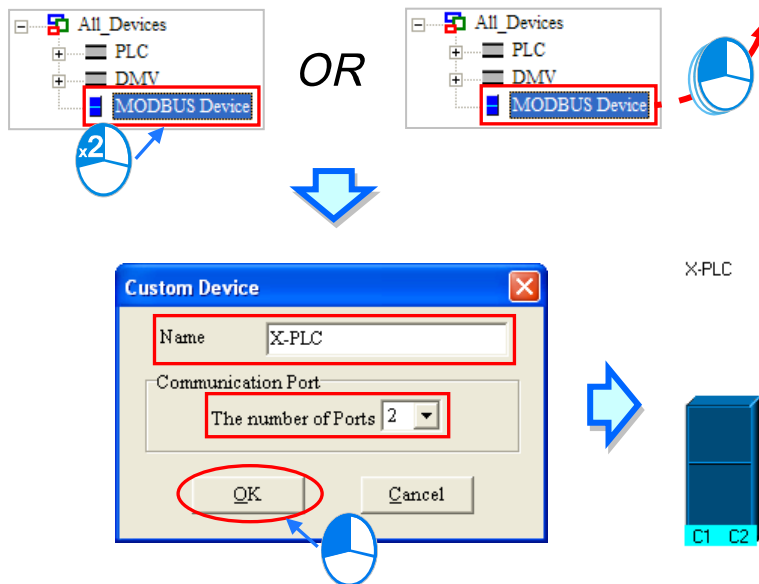 All_Devices
PLC
DMV
MODBUS Device
x2
OR
All_Devices
PLC
DMV
MODBUS Device
Custom Device
Name X-PLC
Communication Port
The number of Ports 2
OK Cancel
X-PLC
C1 C2